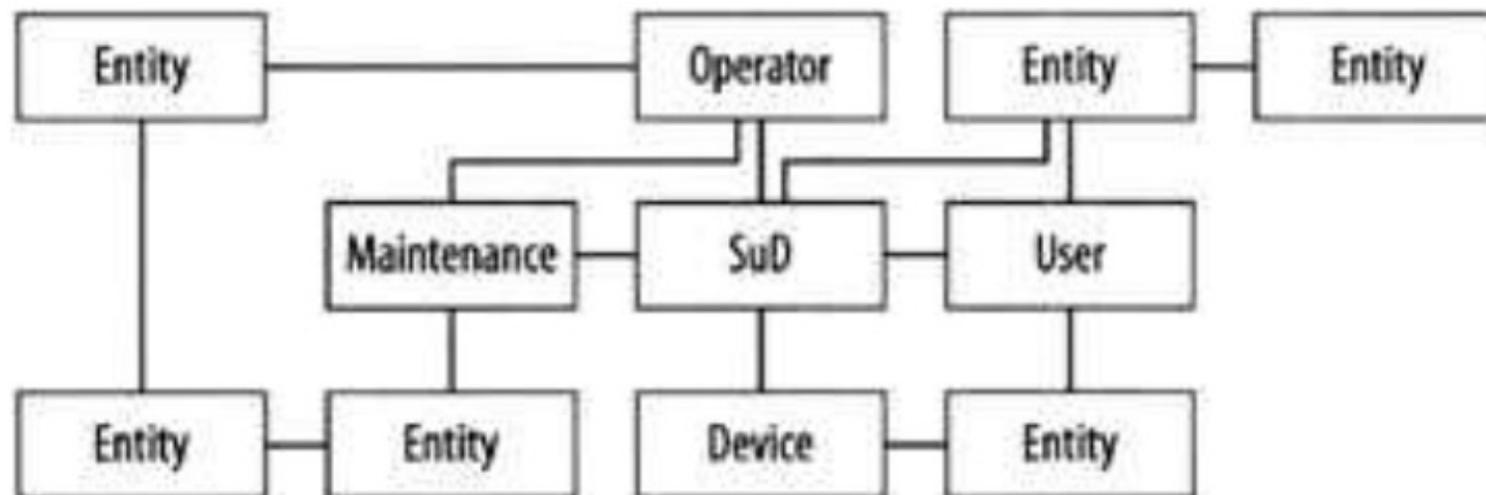 Entity
Operator
Entity
Entity
Maintenance
SuD
User
Entity
Entity
Device
Entity